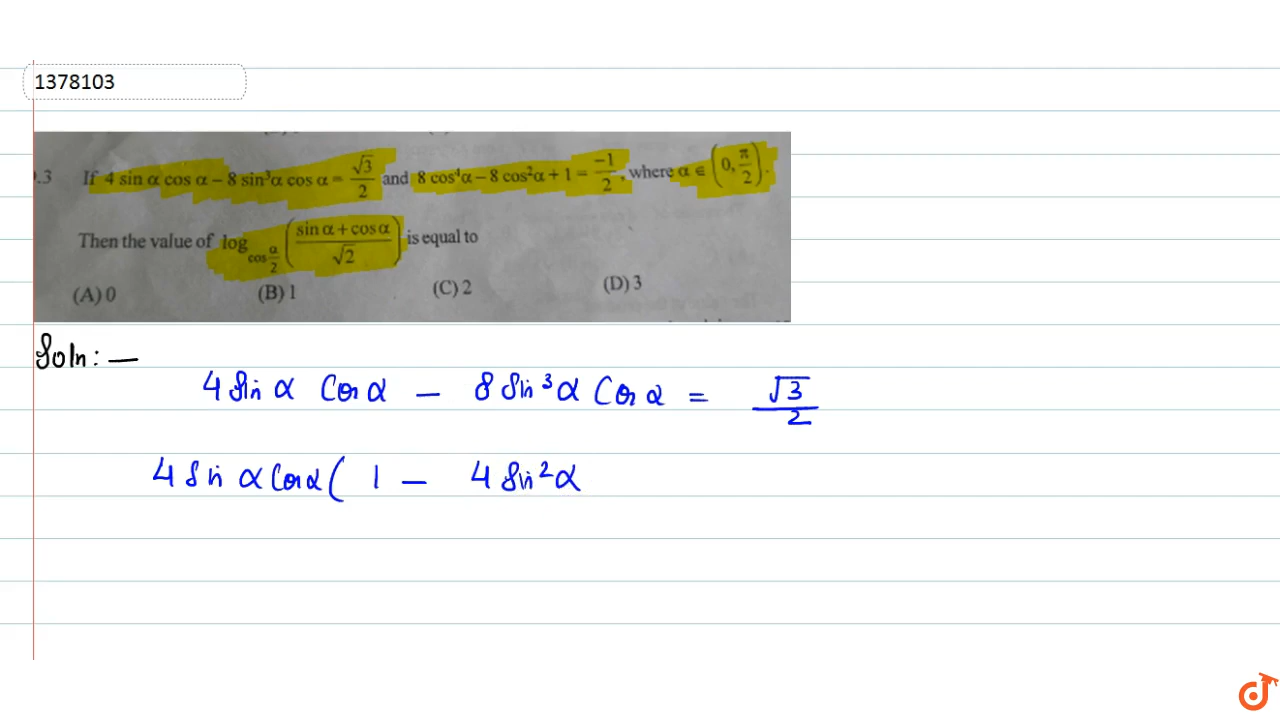 1378103
.3 If 4 sin α cos α – 8 sin³α cos α = √3/2 and 8 cos⁴α – 8 cos²α + 1 = –1/2, where α ∈ (0, π/2).
Then the value of log_{cos α/2} ((sin α + cos α)/√2) is equal to
(A) 0 (B) 1 (C) 2 (D) 3
Soln: —
4 Sin α Cos α – 8 Sin³α Cos α = √3/2
4 Sin α Cos α ( 1 – 4 Sin²α